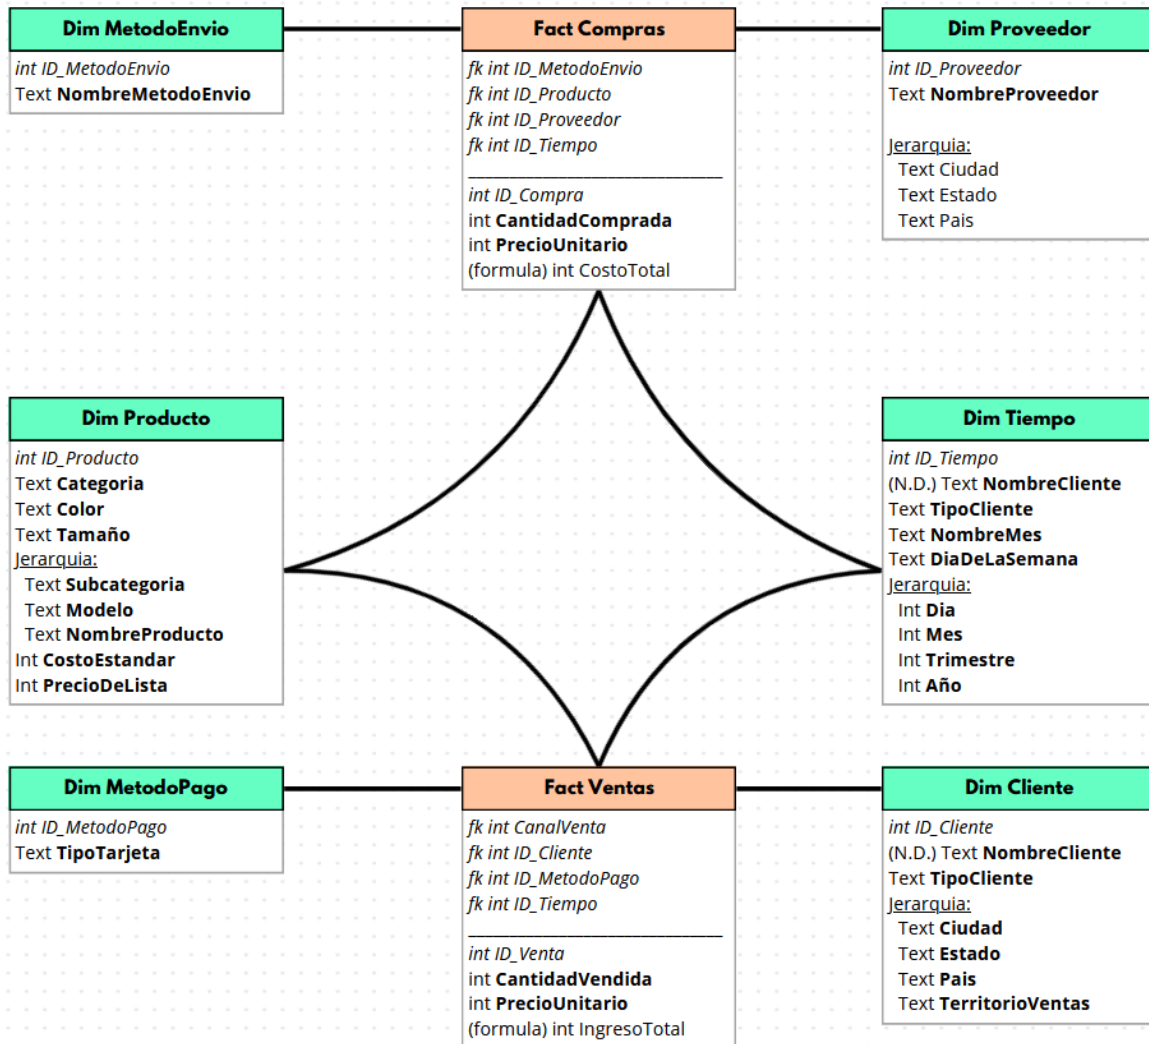 Dim MetodoEnvio
int ID_MetodoEnvio
Text NombreMetodoEnvio
Fact Compras
fk int ID_MetodoEnvio
fk int ID_Producto
fk int ID_Proveedor
fk int ID_Tiempo
int ID_Compra
int CantidadComprada
int PrecioUnitario
(formula) int CostoTotal
Dim Proveedor
int ID_Proveedor
Text NombreProveedor
Jerarquia:
Text Ciudad
Text Estado
Text Pais
Dim Producto
int ID_Producto
Text Categoria
Text Color
Text Tamaño
Jerarquia:
Text Subcategoria
Text Modelo
Text NombreProducto
Int CostoEstandar
Int PrecioDeLista
Dim Tiempo
int ID_Tiempo
(N.D.) Text NombreCliente
Text TipoCliente
Text NombreMes
Text DiaDeLaSemana
Jerarquia:
Int Dia
Int Mes
Int Trimestre
Int Año
Dim MetodoPago
int ID_MetodoPago
Text TipoTarjeta
Fact Ventas
fk int CanalVenta
fk int ID_Cliente
fk int ID_MetodoPago
fk int ID_Tiempo
int ID_Venta
int CantidadVendida
int PrecioUnitario
(formula) int IngresoTotal
Dim Cliente
int ID_Cliente
(N.D.) Text NombreCliente
Text TipoCliente
Jerarquia:
Text Ciudad
Text Estado
Text Pais
Text TerritorioVentas